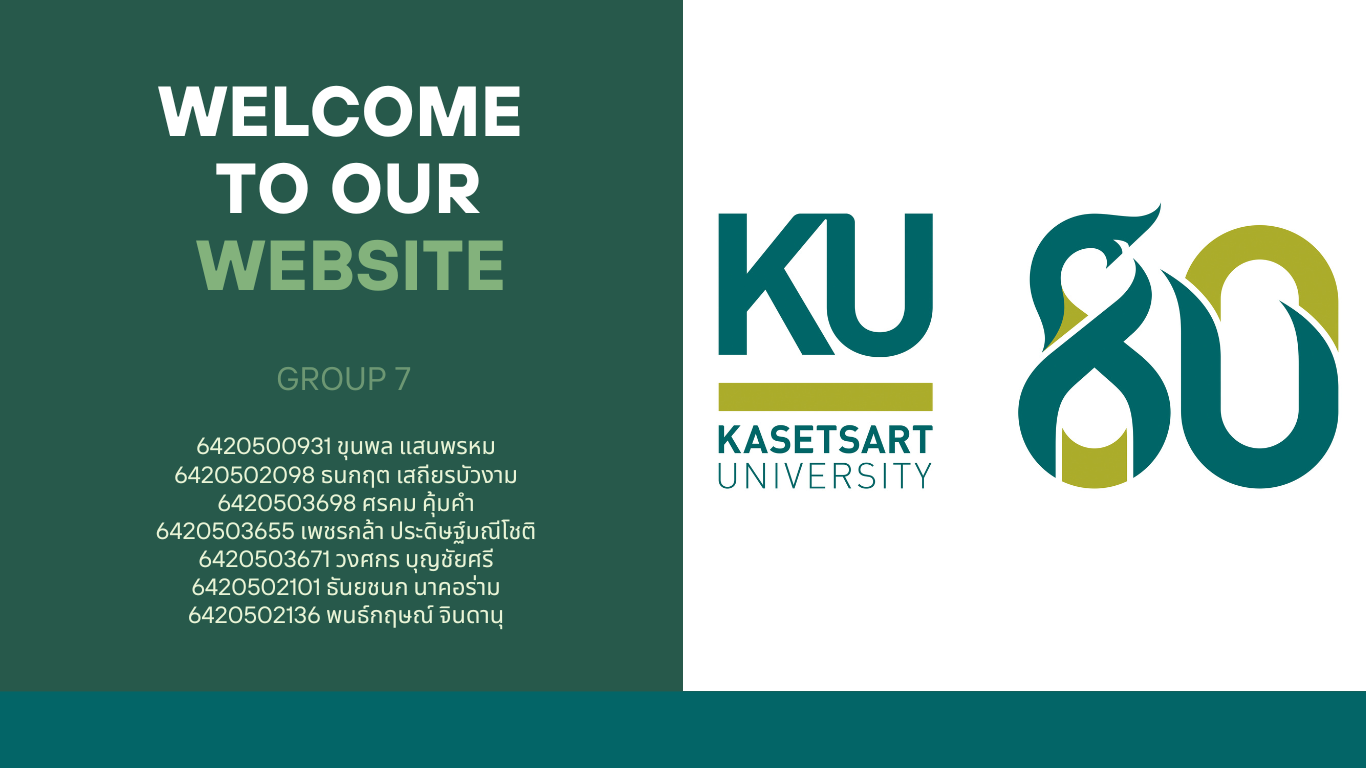 WELCOME
TO OUR
WEBSITE
GROUP 7
6420500931 ขุนพล แสนพรหม
6420502098 ธนกฤต เสถียรบัวงาม
6420503698 ศรคม คุ้มคำ
6420503655 เพชรกล้า ประดิษฐ์มณีโชติ
6420503671 วงศกร บุญชัยศรี
6420502101 ธันยชนก นาคอร่าม
6420502136 พนธ์กฤษณ์ จินดานุ
KU
KASETSART
UNIVERSITY
80